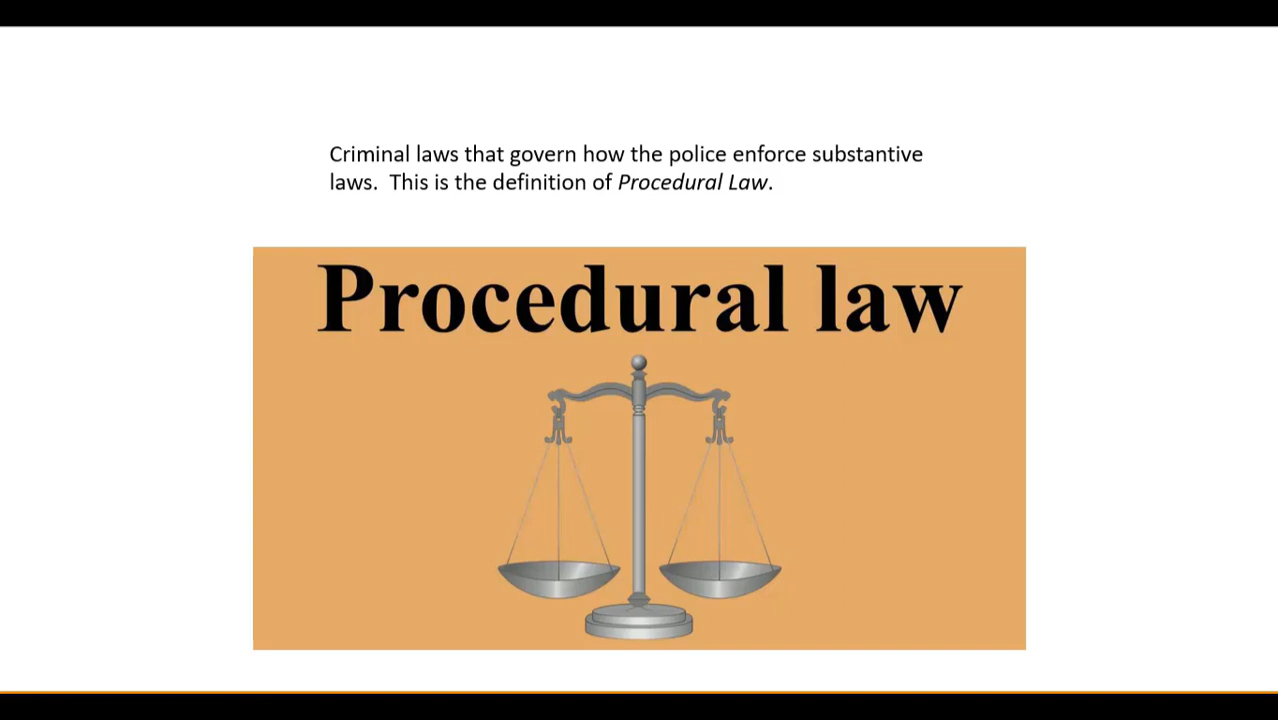 Criminal laws that govern how the police enforce substantive
laws.  This is the definition of Procedural Law.
Procedural law